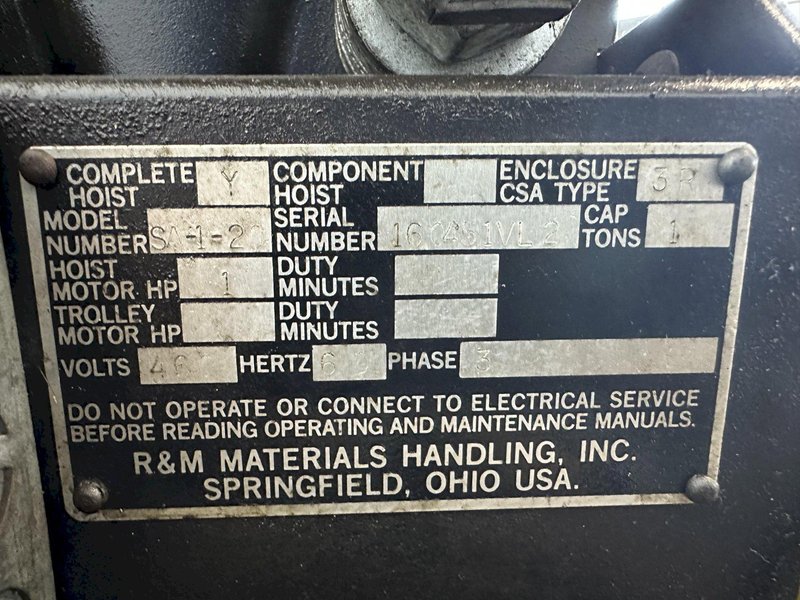 COMPLETE HOIST Y COMPONENT HOIST ENCLOSURE CSA TYPE 3R
MODEL NUMBER SERIAL NUMBER CAP TONS 1
HOIST MOTOR HP 1 DUTY MINUTES
TROLLEY MOTOR HP DUTY MINUTES
VOLTS HERTZ PHASE 3
DO NOT OPERATE OR CONNECT TO ELECTRICAL SERVICE
BEFORE READING OPERATING AND MAINTENANCE MANUALS.
R&M MATERIALS HANDLING, INC.
SPRINGFIELD, OHIO USA.